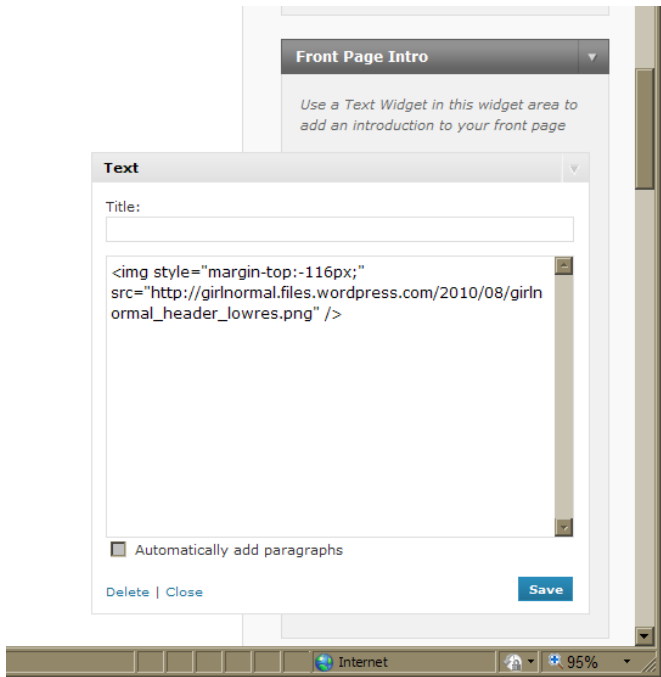 Front Page Intro
Use a Text Widget in this widget area to
add an introduction to your front page
Text
Title:
<img style="margin-top:-116px;"
src="http://girlnormal.files.wordpress.com/2010/08/girln
ormal_header_lowres.png" />
Automatically add paragraphs
Delete | Close
Save
Internet
95%